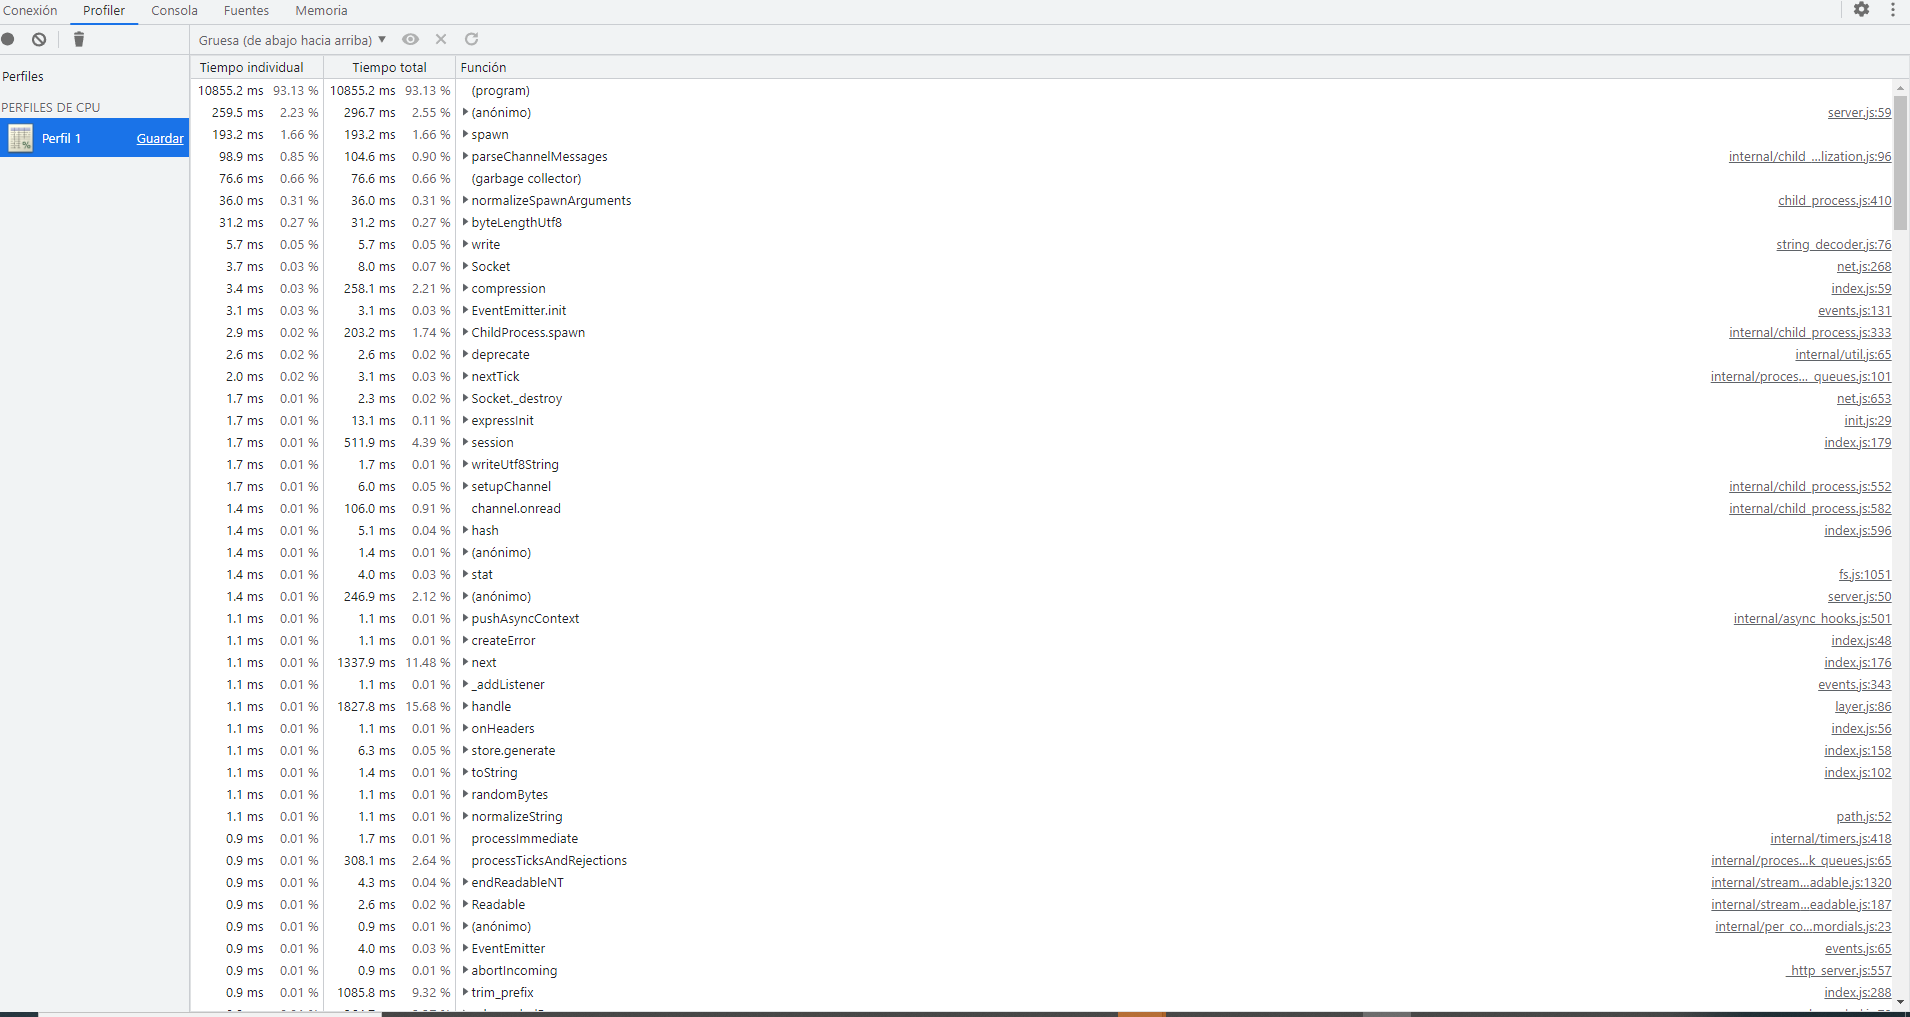 Conexión Profiler Consola Fuentes Memoria
Gruesa (de abajo hacia arriba) ▼
Perfiles
PERFILES DE CPU
Perfil 1 Guardar
Tiempo individual Tiempo total Función
10855.2 ms 93.13 % 10855.2 ms 93.13 % (program)
259.5 ms 2.23 % 296.7 ms 2.55 % (anónimo) server.js:59
193.2 ms 1.66 % 193.2 ms 1.66 % spawn
98.9 ms 0.85 % 104.6 ms 0.90 % parseChannelMessages internal/child_...lization.js:96
76.6 ms 0.66 % 76.6 ms 0.66 % (garbage collector)
36.0 ms 0.31 % 36.0 ms 0.31 % normalizeSpawnArguments child_process.js:410
31.2 ms 0.27 % 31.2 ms 0.27 % byteLengthUtf8
5.7 ms 0.05 % 5.7 ms 0.05 % write string_decoder.js:76
3.7 ms 0.03 % 8.0 ms 0.07 % Socket net.js:268
3.4 ms 0.03 % 258.1 ms 2.21 % compression index.js:59
3.1 ms 0.03 % 3.1 ms 0.03 % EventEmitter.init events.js:131
2.9 ms 0.02 % 203.2 ms 1.74 % ChildProcess.spawn internal/child_process.js:333
2.6 ms 0.02 % 2.6 ms 0.02 % deprecate internal/util.js:65
2.0 ms 0.02 % 3.1 ms 0.03 % nextTick internal/proces..._queues.js:101
1.7 ms 0.01 % 2.3 ms 0.02 % Socket._destroy net.js:653
1.7 ms 0.01 % 13.1 ms 0.11 % expressInit init.js:29
1.7 ms 0.01 % 511.9 ms 4.39 % session index.js:179
1.7 ms 0.01 % 1.7 ms 0.01 % writeUtf8String
1.7 ms 0.01 % 6.0 ms 0.05 % setupChannel internal/child_process.js:552
1.4 ms 0.01 % 106.0 ms 0.91 % channel.onread internal/child_process.js:582
1.4 ms 0.01 % 5.1 ms 0.04 % hash index.js:596
1.4 ms 0.01 % 1.4 ms 0.01 % (anónimo)
1.4 ms 0.01 % 4.0 ms 0.03 % stat fs.js:1051
1.4 ms 0.01 % 246.9 ms 2.12 % (anónimo) server.js:50
1.1 ms 0.01 % 1.1 ms 0.01 % pushAsyncContext internal/async_hooks.js:501
1.1 ms 0.01 % 1.1 ms 0.01 % createError index.js:48
1.1 ms 0.01 % 1337.9 ms 11.48 % next index.js:176
1.1 ms 0.01 % 1.1 ms 0.01 % _addListener events.js:343
1.1 ms 0.01 % 1827.8 ms 15.68 % handle layer.js:86
1.1 ms 0.01 % 1.1 ms 0.01 % onHeaders index.js:56
1.1 ms 0.01 % 6.3 ms 0.05 % store.generate index.js:158
1.1 ms 0.01 % 1.4 ms 0.01 % toString index.js:102
1.1 ms 0.01 % 1.1 ms 0.01 % randomBytes
1.1 ms 0.01 % 1.1 ms 0.01 % normalizeString path.js:52
0.9 ms 0.01 % 1.7 ms 0.01 % processImmediate internal/timers.js:418
0.9 ms 0.01 % 308.1 ms 2.64 % processTicksAndRejections internal/proces...k_queues.js:65
0.9 ms 0.01 % 4.3 ms 0.04 % endReadableNT internal/stream...adable.js:1320
0.9 ms 0.01 % 2.6 ms 0.02 % Readable internal/stream...eadable.js:187
0.9 ms 0.01 % 0.9 ms 0.01 % (anónimo) internal/per_co...mordials.js:23
0.9 ms 0.01 % 4.0 ms 0.03 % EventEmitter events.js:65
0.9 ms 0.01 % 0.9 ms 0.01 % abortIncoming _http_server.js:557
0.9 ms 0.01 % 1085.8 ms 9.32 % trim_prefix index.js:288